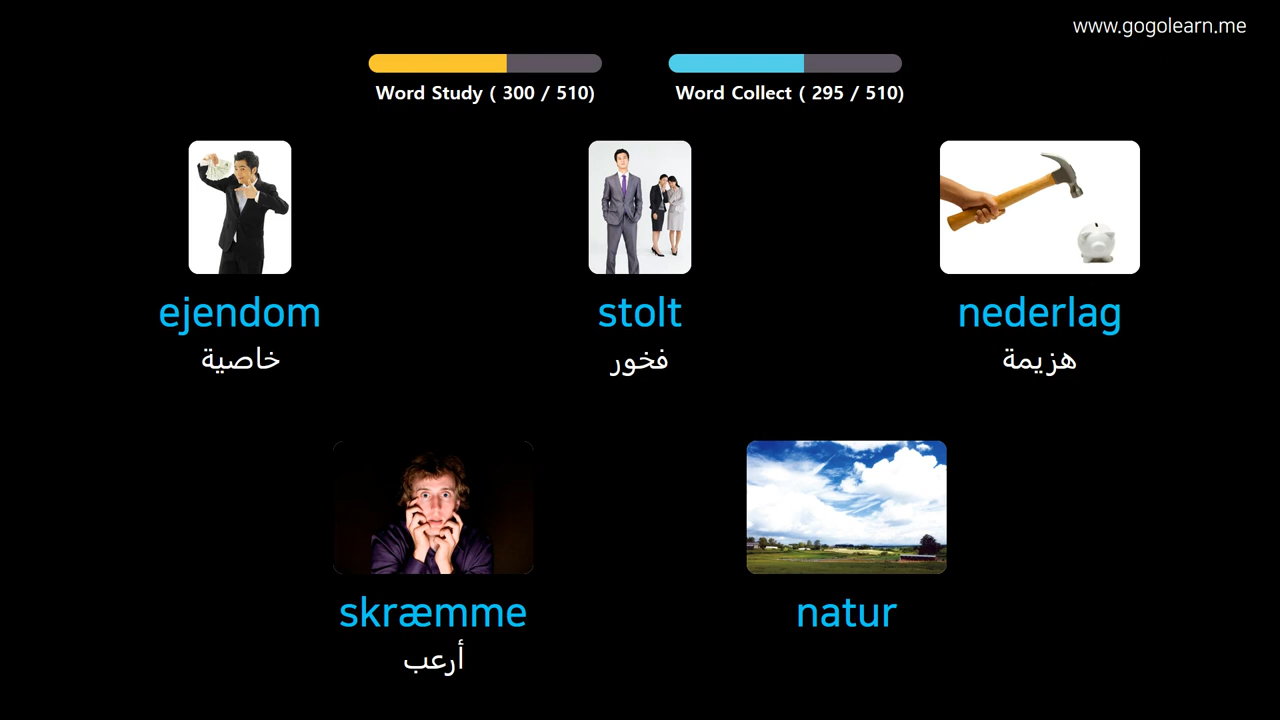 www.gogolearn.me
Word Study ( 300 / 510)
Word Collect ( 295 / 510)
ejendom
خاصية
stolt
فخور
nederlag
هزيمة
skræmme
أرعب
natur